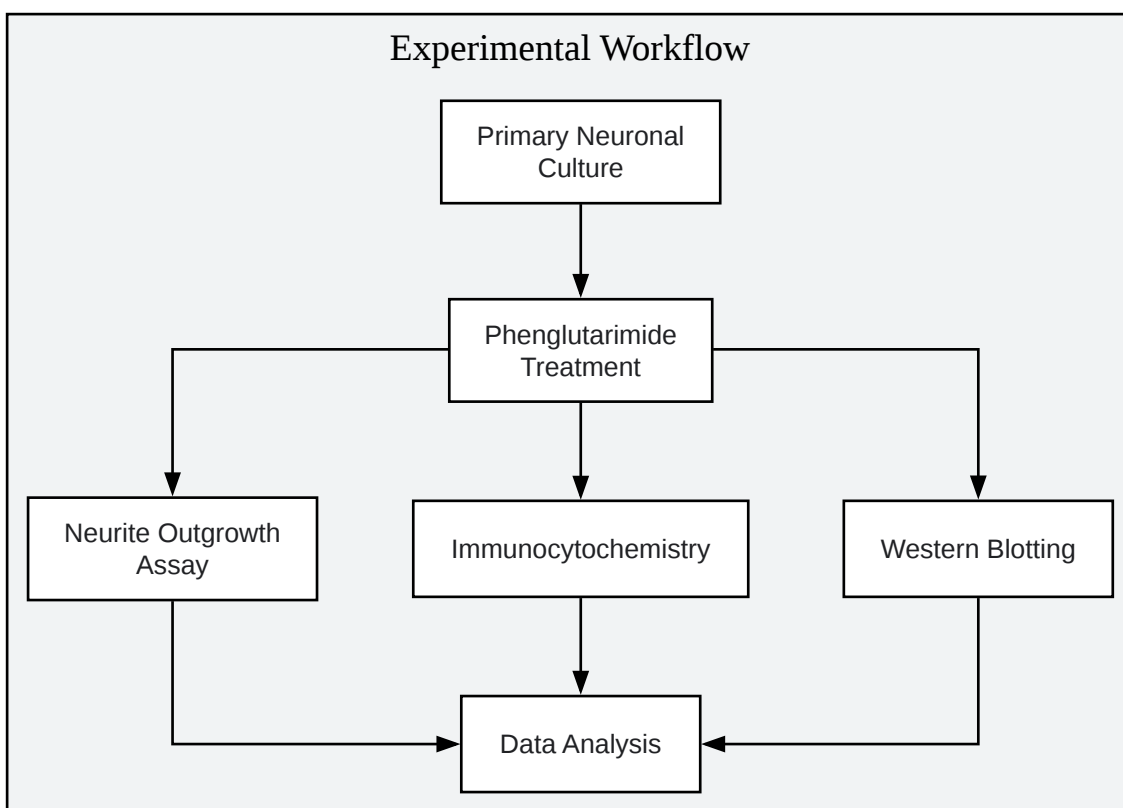 Experimental Workflow
Primary Neuronal
Culture
Phenglutarimide
Treatment
Neurite Outgrowth
Assay
Immunocytochemistry
Western Blotting
Data Analysis